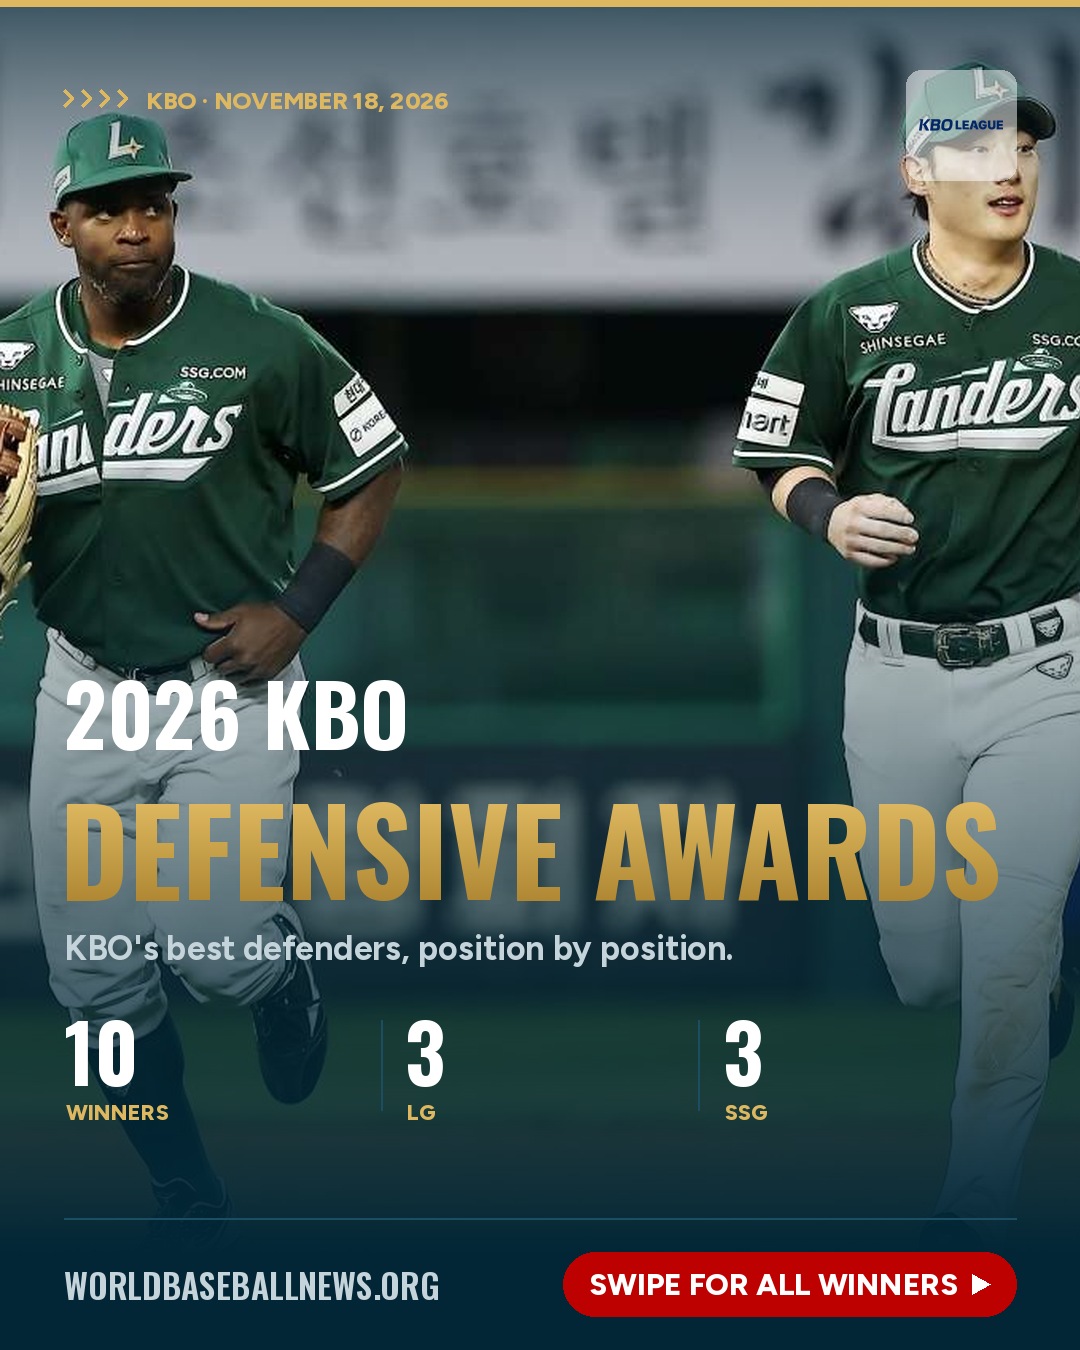 KBO · NOVEMBER 18, 2026
KBO LEAGUE
L
L
SHINSEGAE
SSG.COM
Landers
SHINSEGAE
Landers
2026 KBO
DEFENSIVE AWARDS
KBO's best defenders, position by position.
10
WINNERS
3
LG
3
SSG
WORLDBASEBALLNEWS.ORG
SWIPE FOR ALL WINNERS